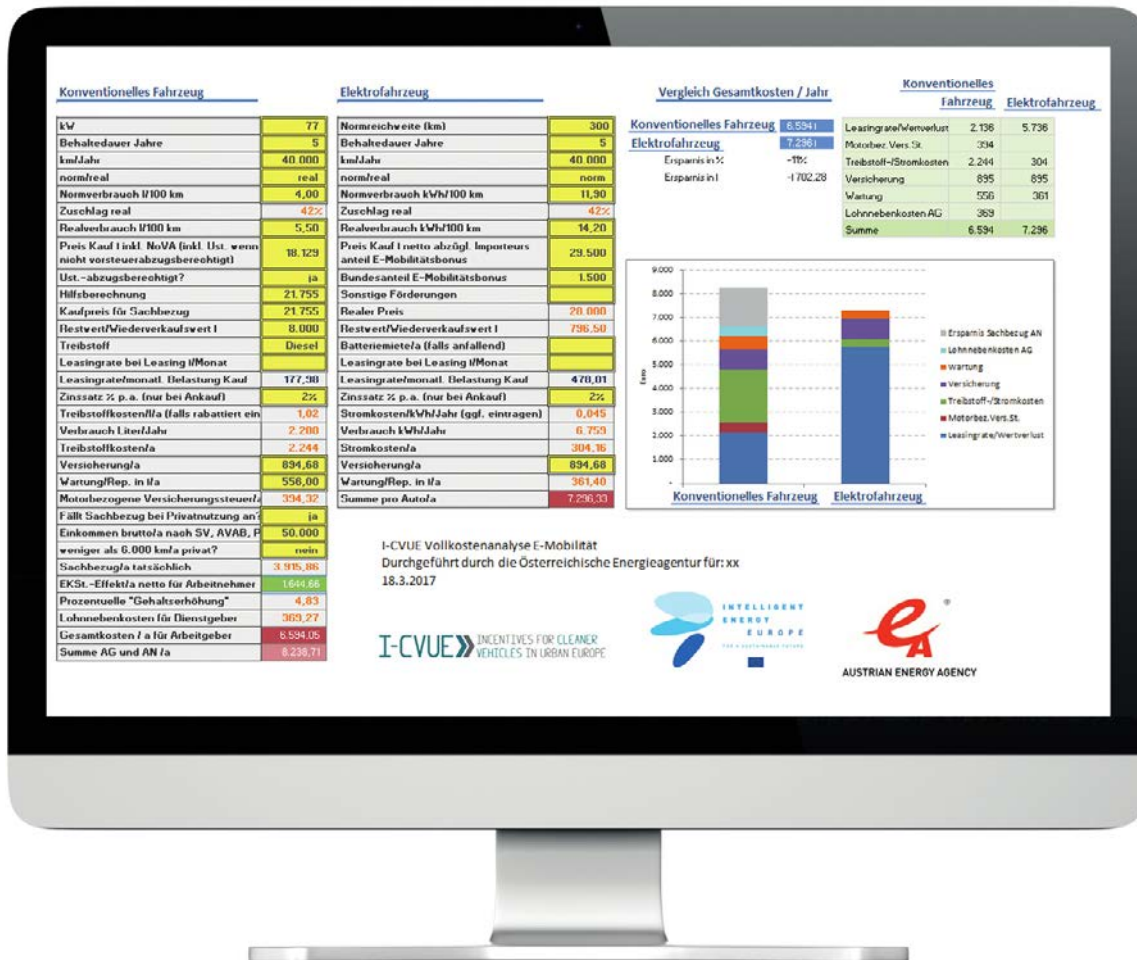 Konventionelles Fahrzeug
kW 77
Behaltedauer Jahre 5
km/Jahr 40.000
norm/real real
Normverbrauch l/100 km 4,00
Zuschlag real 42%
Realverbrauch l/100 km 5,50
Preis Kauf inkl. NoVA (inkl. Ust. wenn
nicht vorsteuerabzugsberechtigt) 18.129
Ust.-abzugsberechtigt? ja
Hilfsberechnung 21.755
Kaufpreis für Sachbezug 21.755
Restwert/Wiederverkaufswert 8.000
Treibstoff Diesel
Leasingrate bei Leasing /Monat
Leasingrate/monatl. Belastung Kauf 177,98
Zinssatz % p.a. (nur bei Ankauf) 2%
Treibstoffkosten/l/a (falls rabattiert ein 1,02
Verbrauch Liter/Jahr 2.200
Treibstoffkosten/a 2.244
Versicherung/a 894,68
Wartung/Rep. in /a 556,00
Motorbezogene Versicherungssteuer/a 394,32
Fällt Sachbezug bei Privatnutzung an? ja
Einkommen brutto/a nach SV, AVAB, P 50.000
weniger als 6.000 km/a privat? nein
Sachbezug/a tatsächlich 3.915,86
EKSt.-Effekt/a netto für Arbeitnehmer 1.644,66
Prozentuelle "Gehaltserhöhung" 4,83
Lohnnebenkosten für Dienstgeber 369,27
Gesamtkosten / a für Arbeitgeber 6.594,05
Summe AG und AN /a 8.238,71
Elektrofahrzeug
Normreichweite (km) 300
Behaltedauer Jahre 5
km/Jahr 40.000
norm/real norm
Normverbrauch kWh/100 km 11,90
Zuschlag real 42%
Realverbrauch kWh/100 km 14,20
Preis Kauf netto abzügl. Importeurs
anteil E-Mobilitätsbonus 29.500
Bundesanteil E-Mobilitätsbonus 1.500
Sonstige Förderungen
Realer Preis 28.000
Restwert/Wiederverkaufswert 796,50
Batteriemiete/a (falls anfallend)
Leasingrate bei Leasing /Monat
Leasingrate/monatl. Belastung Kauf 478,01
Zinssatz % p.a. (nur bei Ankauf) 2%
Stromkosten/kWh/Jahr (ggf. eintragen) 0,045
Verbrauch kWh/Jahr 6.759
Stromkosten/a 304,16
Versicherung/a 894,68
Wartung/Rep. in /a 361,40
Summe pro Auto/a 7.296,33
Vergleich Gesamtkosten / Jahr
Konventionelles Fahrzeug 6.594
Elektrofahrzeug 7.296
Ersparnis in % -11%
Ersparnis in 702,28
Konventionelles
Fahrzeug Elektrofahrzeug
Leasingrate/Wertverlust 2.136 5.736
Motorbez.Vers.St. 394
Treibstoff-/Stromkosten 2.244 304
Versicherung 895 895
Wartung 556 361
Lohnnebenkosten AG 369
Summe 6.594 7.296
9.000
8.000
7.000
6.000
5.000
4.000
3.000
2.000
1.000
-
Euro
Konventionelles Fahrzeug Elektrofahrzeug
Ersparnis Sachbezug AN
Lohnnebenkosten AG
Wartung
Versicherung
Treibstoff-/Stromkosten
Motorbez.Vers.St.
Leasingrate/Wertverlust
I-CVUE Vollkostenanalyse E-Mobilität
Durchgeführt durch die Österreichische Energieagentur für: xx
18.3.2017
I-CVUE INCENTIVES FOR CLEANER
VEHICLES IN URBAN EUROPE
INTELLIGENT
ENERGY
EUROPE
FOR A SUSTAINABLE FUTURE
eA ®
AUSTRIAN ENERGY AGENCY